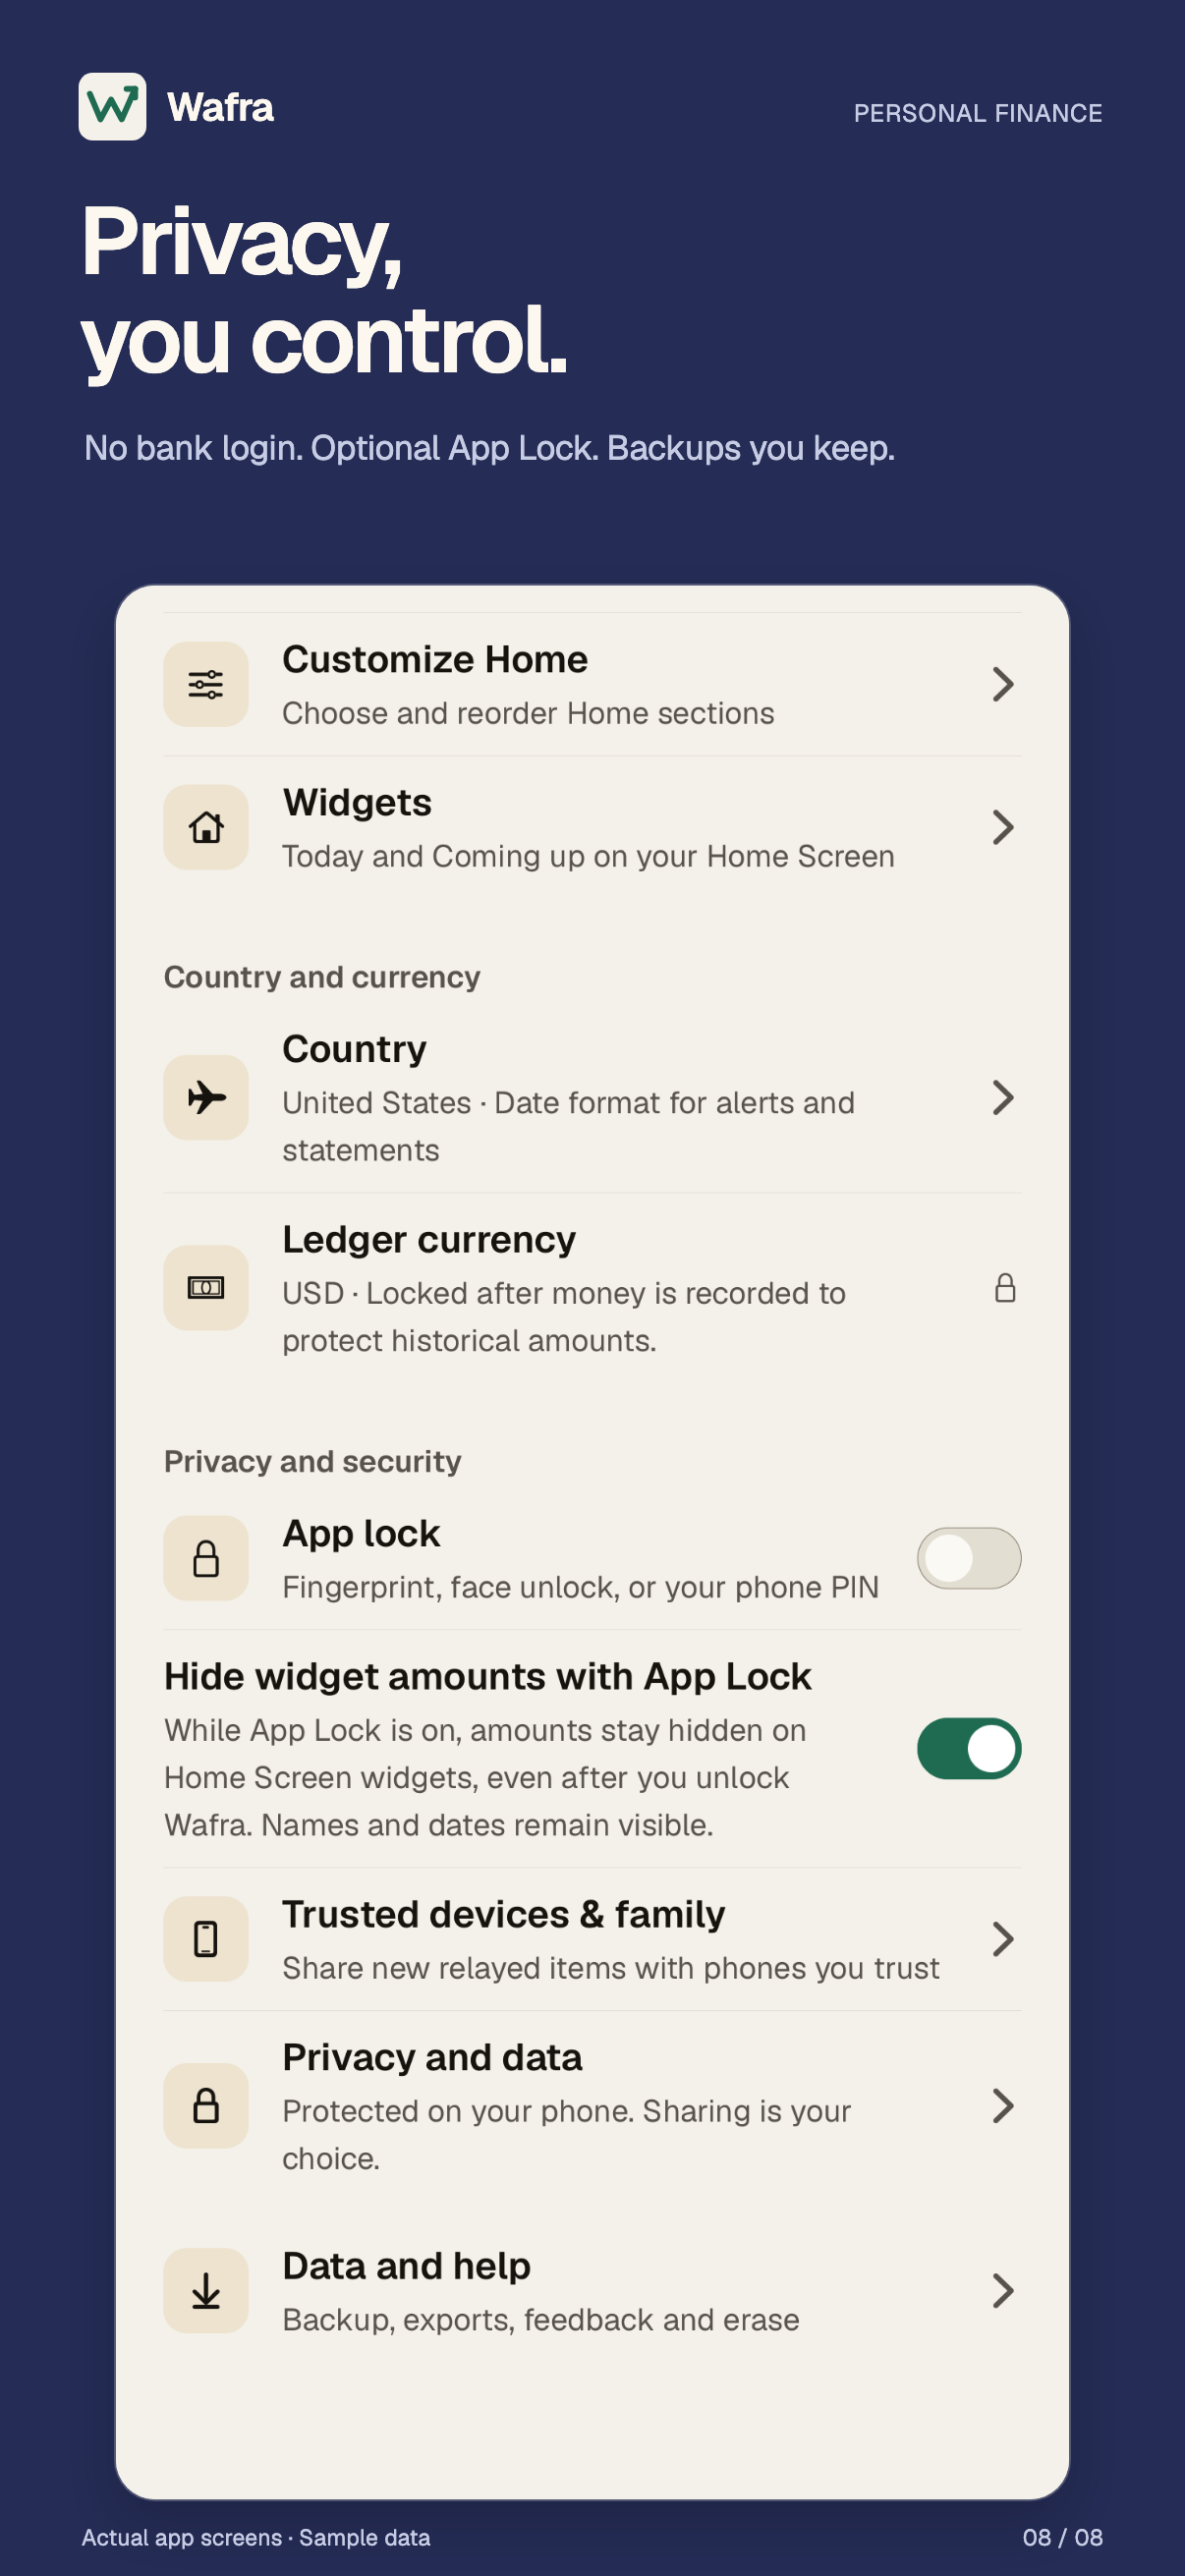 Wafra
PERSONAL FINANCE
Privacy,
you control.
No bank login. Optional App Lock. Backups you keep.
Customize Home
Choose and reorder Home sections
Widgets
Today and Coming up on your Home Screen
Country and currency
Country
United States · Date format for alerts and
statements
Ledger currency
USD · Locked after money is recorded to
protect historical amounts.
Privacy and security
App lock
Fingerprint, face unlock, or your phone PIN
Hide widget amounts with App Lock
While App Lock is on, amounts stay hidden on
Home Screen widgets, even after you unlock
Wafra. Names and dates remain visible.
Trusted devices & family
Share new relayed items with phones you trust
Privacy and data
Protected on your phone. Sharing is your
choice.
Data and help
Backup, exports, feedback and erase
Actual app screens · Sample data
08 / 08